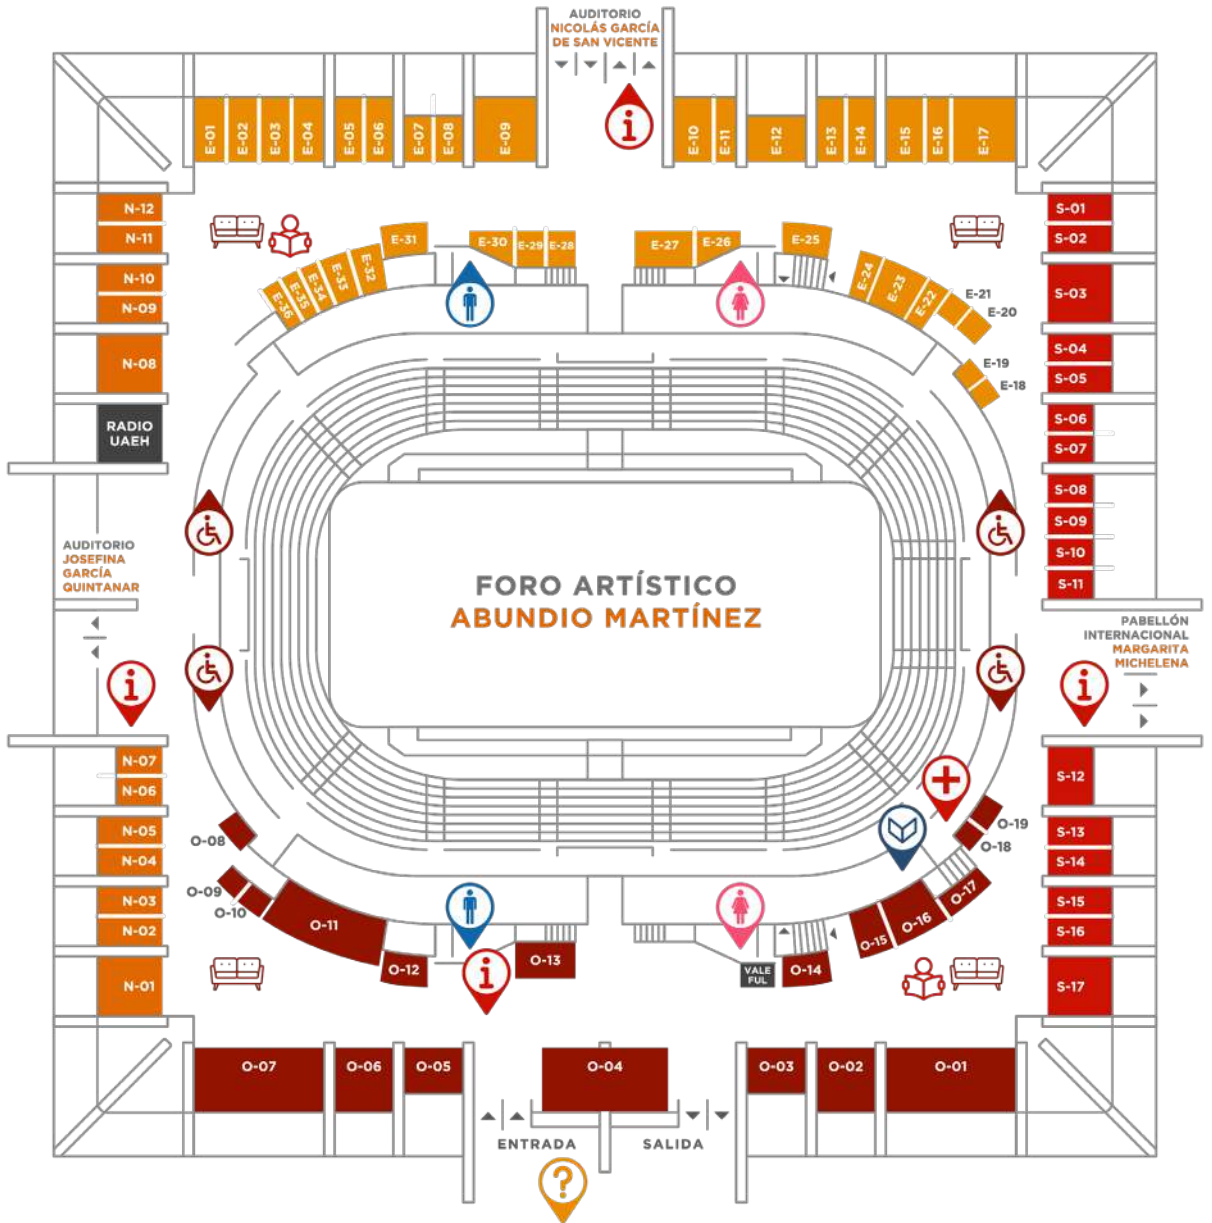 AUDITORIO
NICOLÁS GARCÍA
DE SAN VICENTE
E-01
E-02
E-03
E-04
E-05
E-06
E-07
E-08
E-09
E-10
E-11
E-12
E-13
E-14
E-15
E-16
E-17
N-12
N-11
N-10
N-09
N-08
RADIO
UAEH
S-01
S-02
S-03
S-04
S-05
S-06
S-07
S-08
S-09
S-10
S-11
E-36
E-35
E-34
E-33
E-32
E-31
E-30
E-29
E-28
E-27
E-26
E-25
E-24
E-23
E-22
E-21
E-20
E-19
E-18
AUDITORIO
JOSEFINA
GARCÍA
QUINTANAR
FORO ARTÍSTICO
ABUNDIO MARTÍNEZ
PABELLÓN
INTERNACIONAL
MARGARITA
MICHELENA
i
i
i
i
N-07
N-06
N-05
N-04
N-03
N-02
N-01
S-12
S-13
S-14
S-15
S-16
S-17
O-08
O-09
O-10
O-11
O-12
O-13
VALE
FUL
O-14
O-15
O-16
O-17
O-18
O-19
O-07
O-06
O-05
O-04
O-03
O-02
O-01
ENTRADA
SALIDA
?